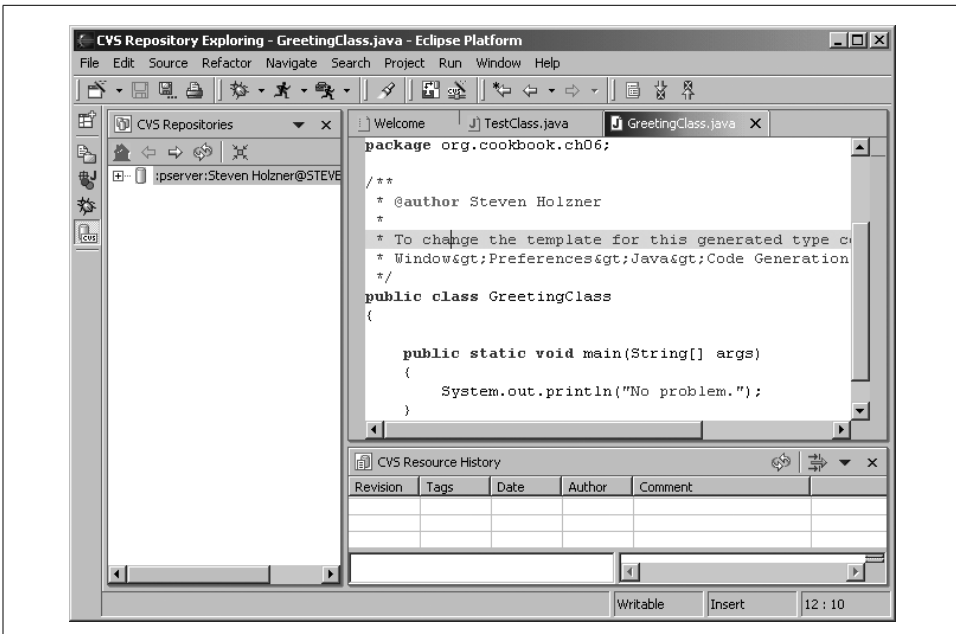 CVS Repository Exploring - GreetingClass.java - Eclipse Platform
File Edit Source Refactor Navigate Search Project Run Window Help
CVS Repositories
:pserver:Steven Holzner@STEVE
Welcome TestClass.java GreetingClass.java
package org.cookbook.ch06;
/**
* @author Steven Holzner
*
* To change the template for this generated type co
* Window&gt;Preferences&gt;Java&gt;Code Generation
*/
public class GreetingClass
{
public static void main(String[] args)
{
System.out.println("No problem.");
}
CVS Resource History
Revision Tags Date Author Comment
Writable Insert 12 : 10